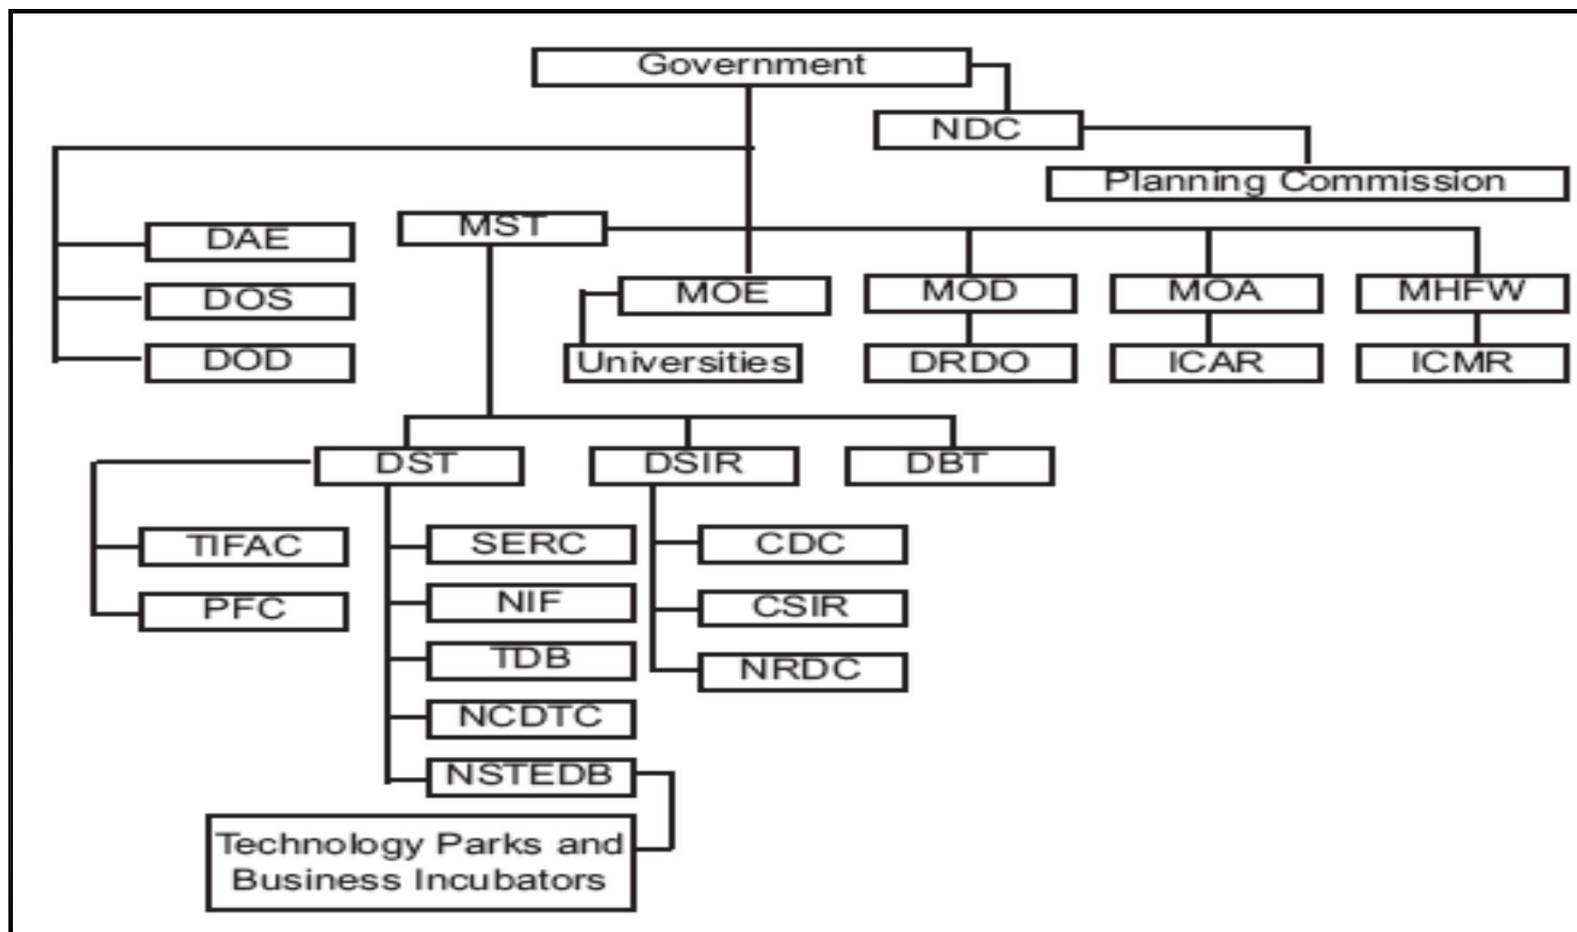 Government
NDC
Planning Commission
MST
DAE
DOS
DOD
MOE
MOD
MOA
MHFW
Universities
DRDO
ICAR
ICMR
DST
DSIR
DBT
TIFAC
PFC
SERC
NIF
TDB
NCDTC
NSTEDB
CDC
CSIR
NRDC
Technology Parks and
Business Incubators